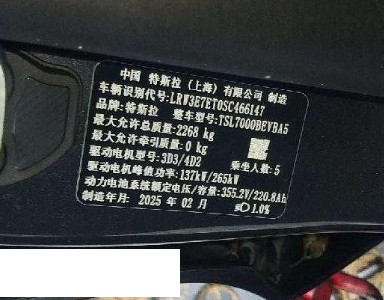 中国 特斯拉（上海）有限公司 制造
车辆识别代号: LRW3E7ET0SC466147
品牌: 特斯拉 整车型号: TSL7000BEVBA5
最大允许总质量: 2268 kg
最大允许牵引质量: 0 kg
驱动电机型号: 3D3/4D2 乘坐人数: 5
驱动电机峰值功率: 137kW/265kW
动力电池系统额定电压/容量: 355.2V/220.8Ah
制造年月: 2025 年 02 月 1.0%